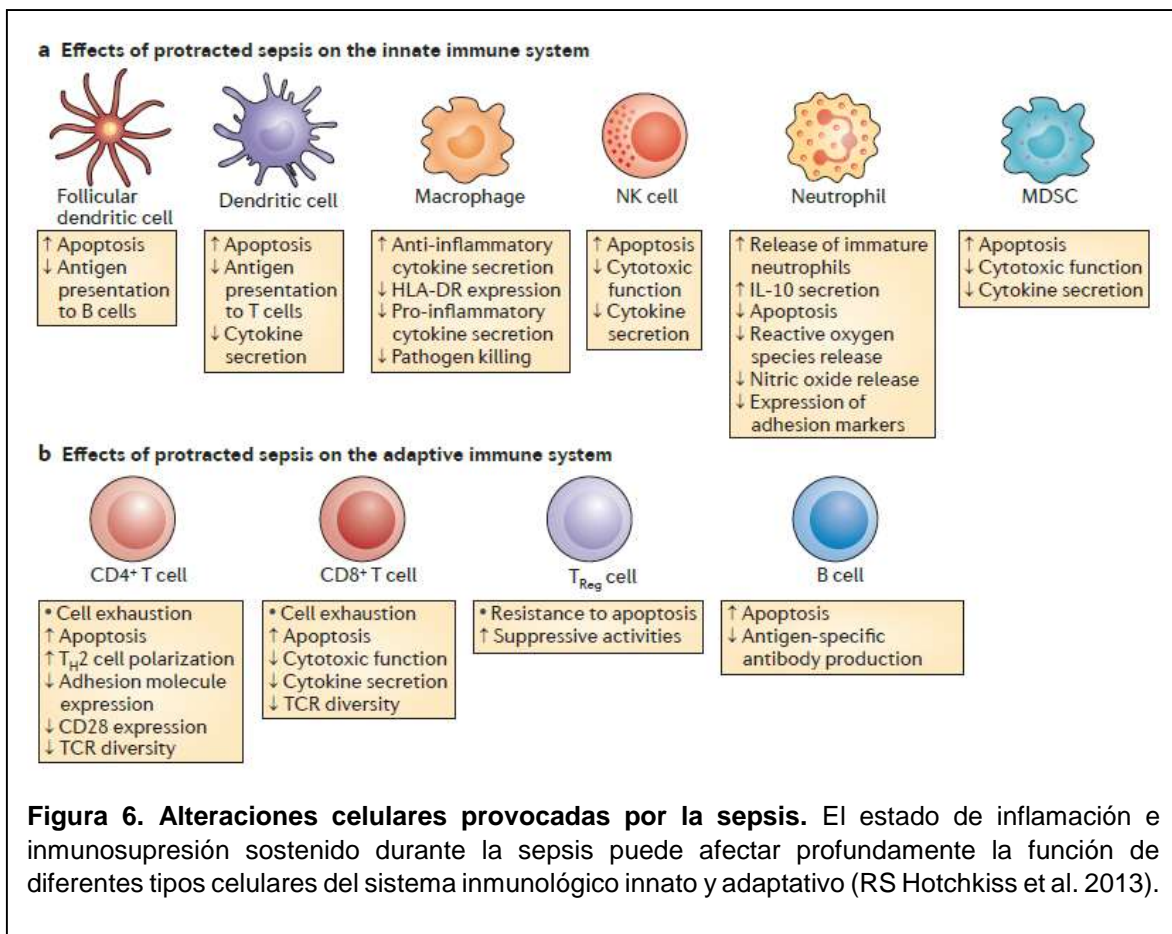 a Effects of protracted sepsis on the innate immune system
Follicular
dendritic cell
↑ Apoptosis
↓ Antigen
presentation
to B cells
Dendritic cell
↑ Apoptosis
↓ Antigen
presentation
to T cells
↓ Cytokine
secretion
Macrophage
↑ Anti-inflammatory
cytokine secretion
↓ HLA-DR expression
↓ Pro-inflammatory
cytokine secretion
↓ Pathogen killing
NK cell
↑ Apoptosis
↓ Cytotoxic
function
↓ Cytokine
secretion
Neutrophil
↑ Release of immature
neutrophils
↑ IL-10 secretion
↓ Apoptosis
↓ Reactive oxygen
species release
↓ Nitric oxide release
↓ Expression of
adhesion markers
MDSC
↑ Apoptosis
↓ Cytotoxic function
↓ Cytokine secretion
b Effects of protracted sepsis on the adaptive immune system
CD4⁺ T cell
• Cell exhaustion
↑ Apoptosis
↑ T_H2 cell polarization
↓ Adhesion molecule
expression
↓ CD28 expression
↓ TCR diversity
CD8⁺ T cell
• Cell exhaustion
↑ Apoptosis
↓ Cytotoxic function
↓ Cytokine secretion
↓ TCR diversity
T_Reg cell
• Resistance to apoptosis
↑ Suppressive activities
B cell
↑ Apoptosis
↓ Antigen-specific
antibody production
Figura 6. Alteraciones celulares provocadas por la sepsis. El estado de inflamación e
inmunosupresión sostenido durante la sepsis puede afectar profundamente la función de
diferentes tipos celulares del sistema inmunológico innato y adaptativo (RS Hotchkiss et al. 2013).